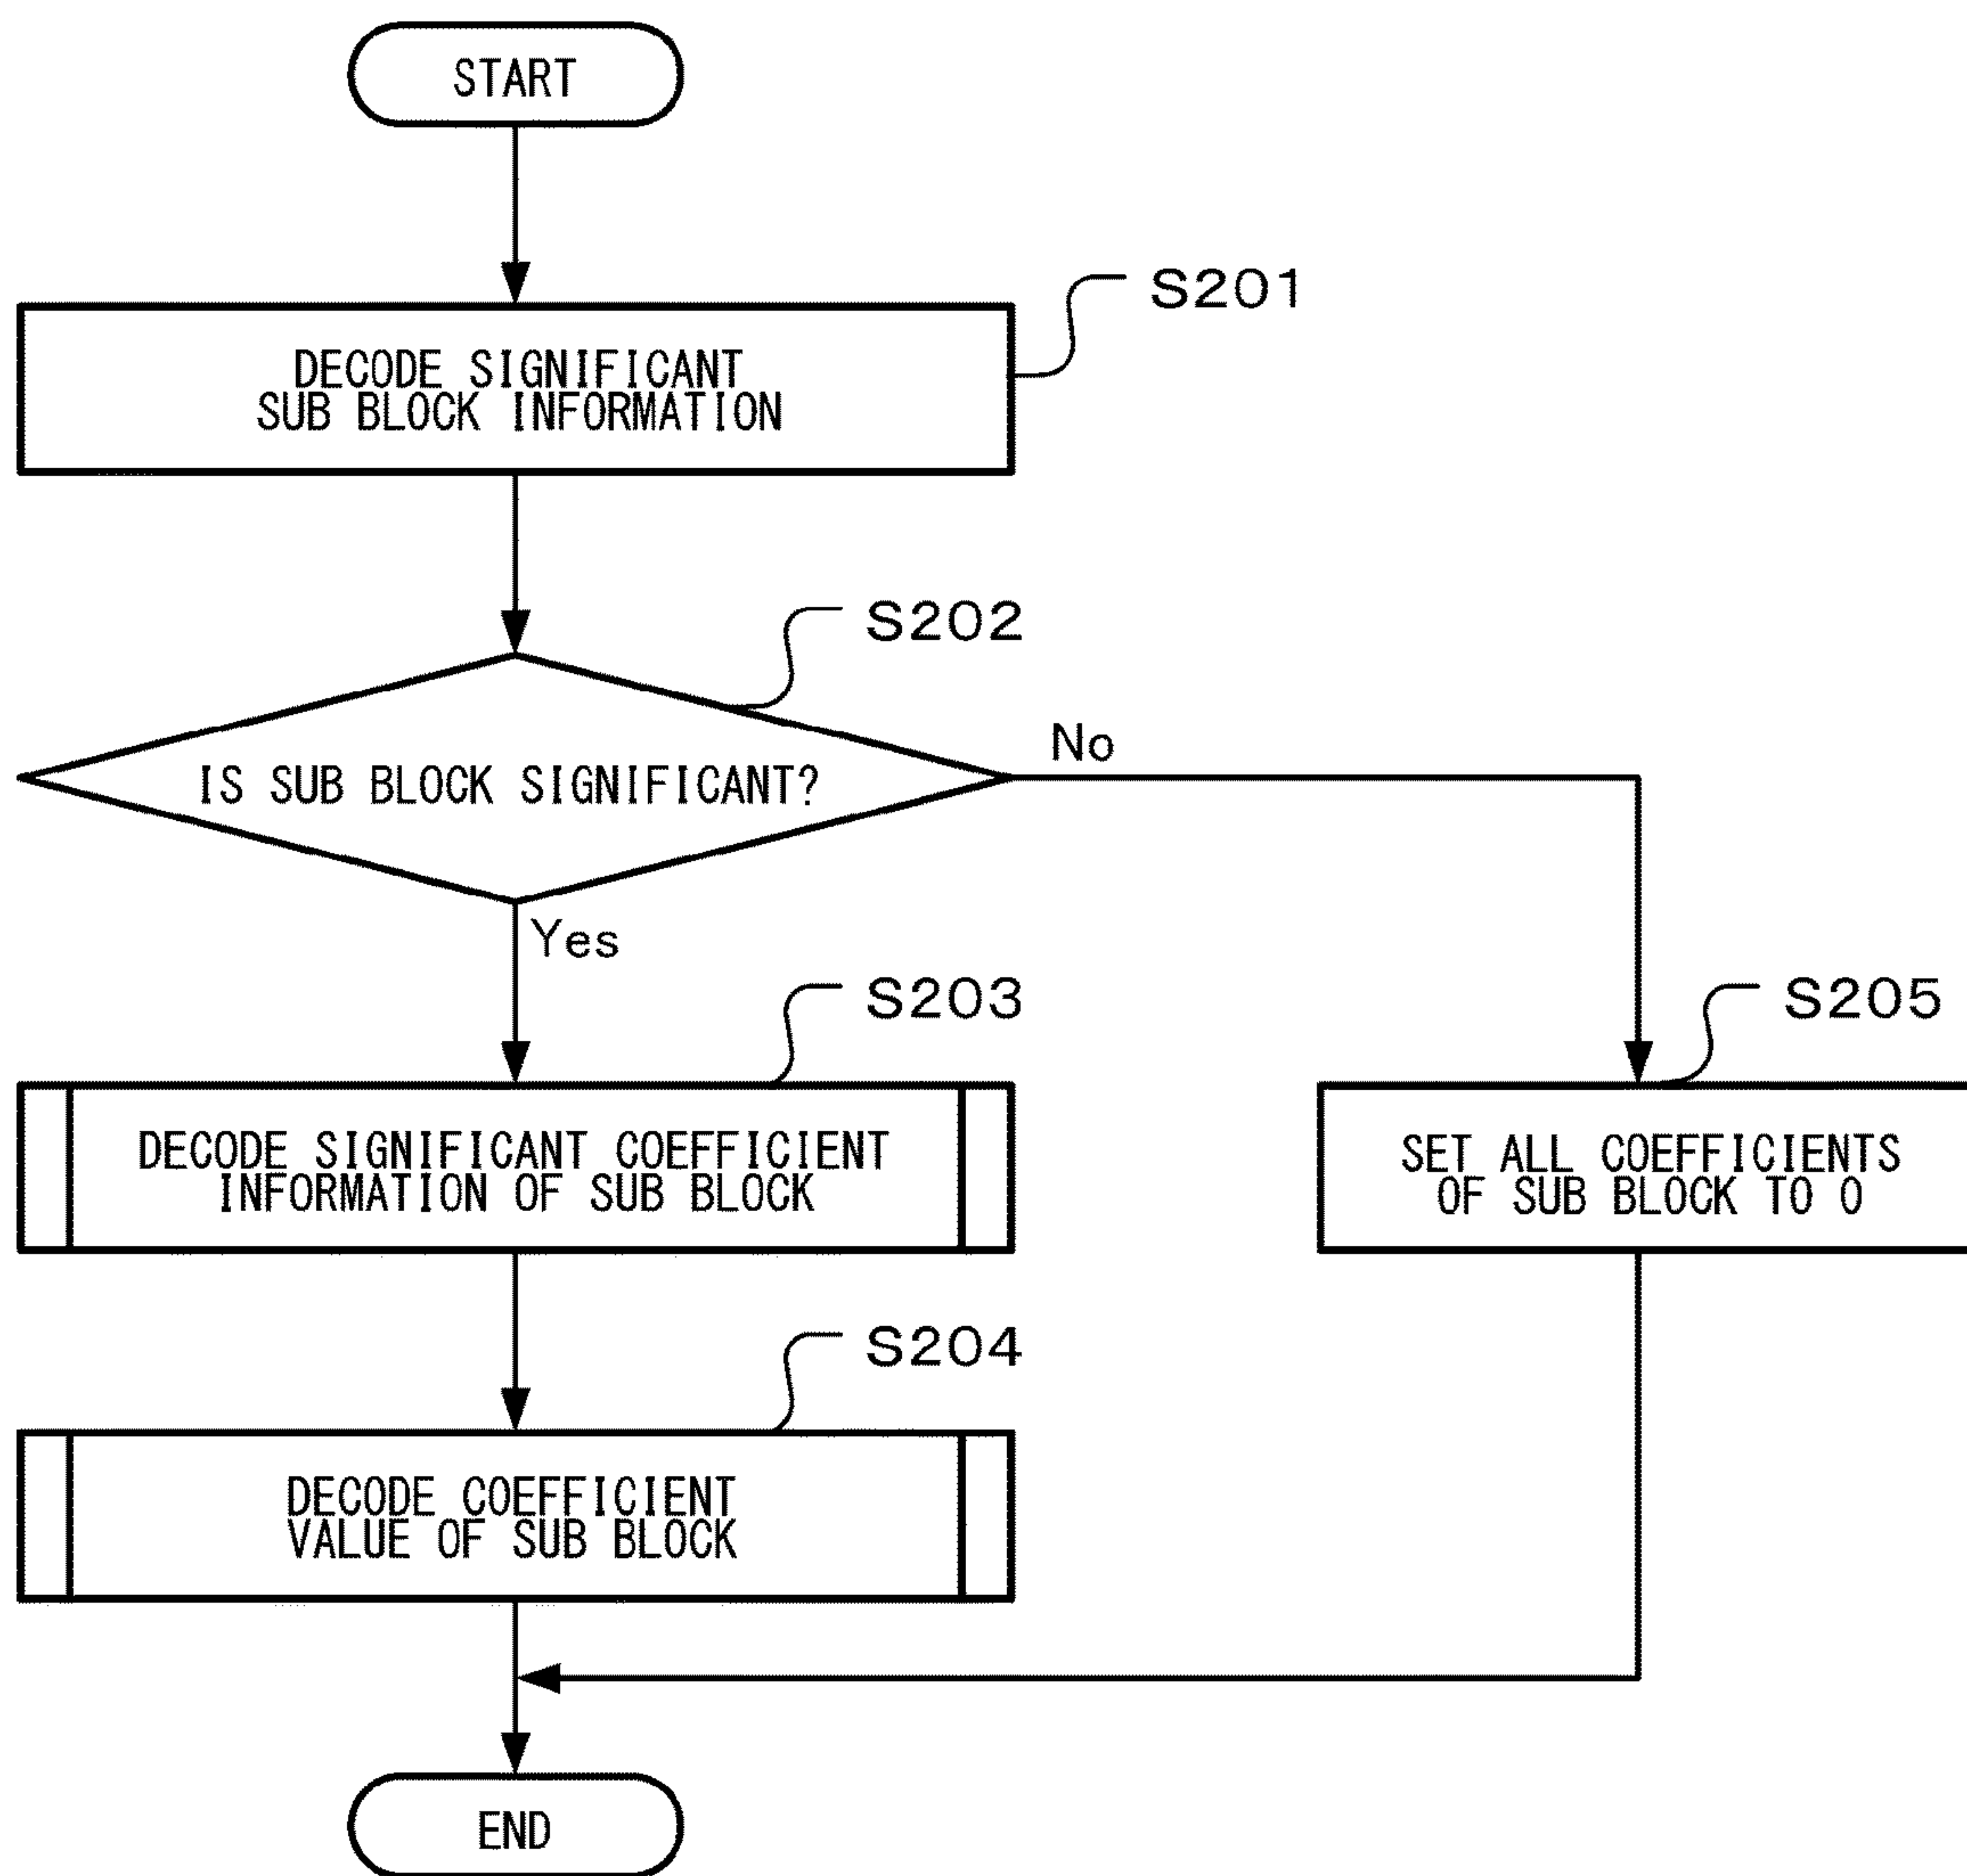 START
S201
DECODE SIGNIFICANT
SUB BLOCK INFORMATION
S202
No
IS SUB BLOCK SIGNIFICANT?
Yes
S203
S205
DECODE SIGNIFICANT COEFFICIENT
INFORMATION OF SUB BLOCK
SET ALL COEFFICIENTS
OF SUB BLOCK TO 0
S204
DECODE COEFFICIENT
VALUE OF SUB BLOCK
END